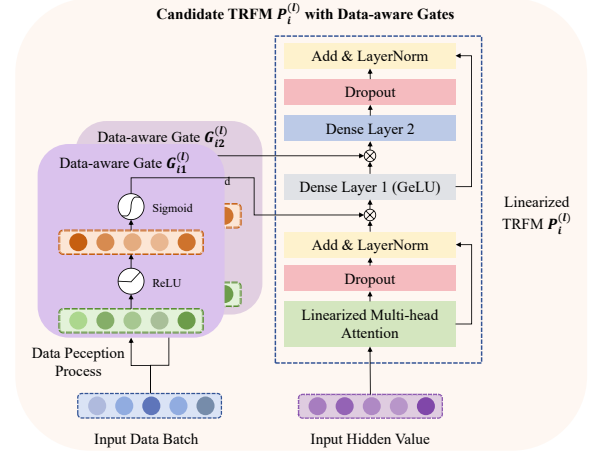 Candidate TRFM P_i^(l) with Data-aware Gates
Add & LayerNorm
Dropout
Dense Layer 2
Data-aware Gate G_i2^(l)
Data-aware Gate G_i1^(l)
d
Sigmoid
Dense Layer 1 (GeLU)
Linearized
TRFM P_i^(l)
Add & LayerNorm
ReLU
Dropout
Linearized Multi-head
Attention
Data Peception
Process
Input Data Batch
Input Hidden Value